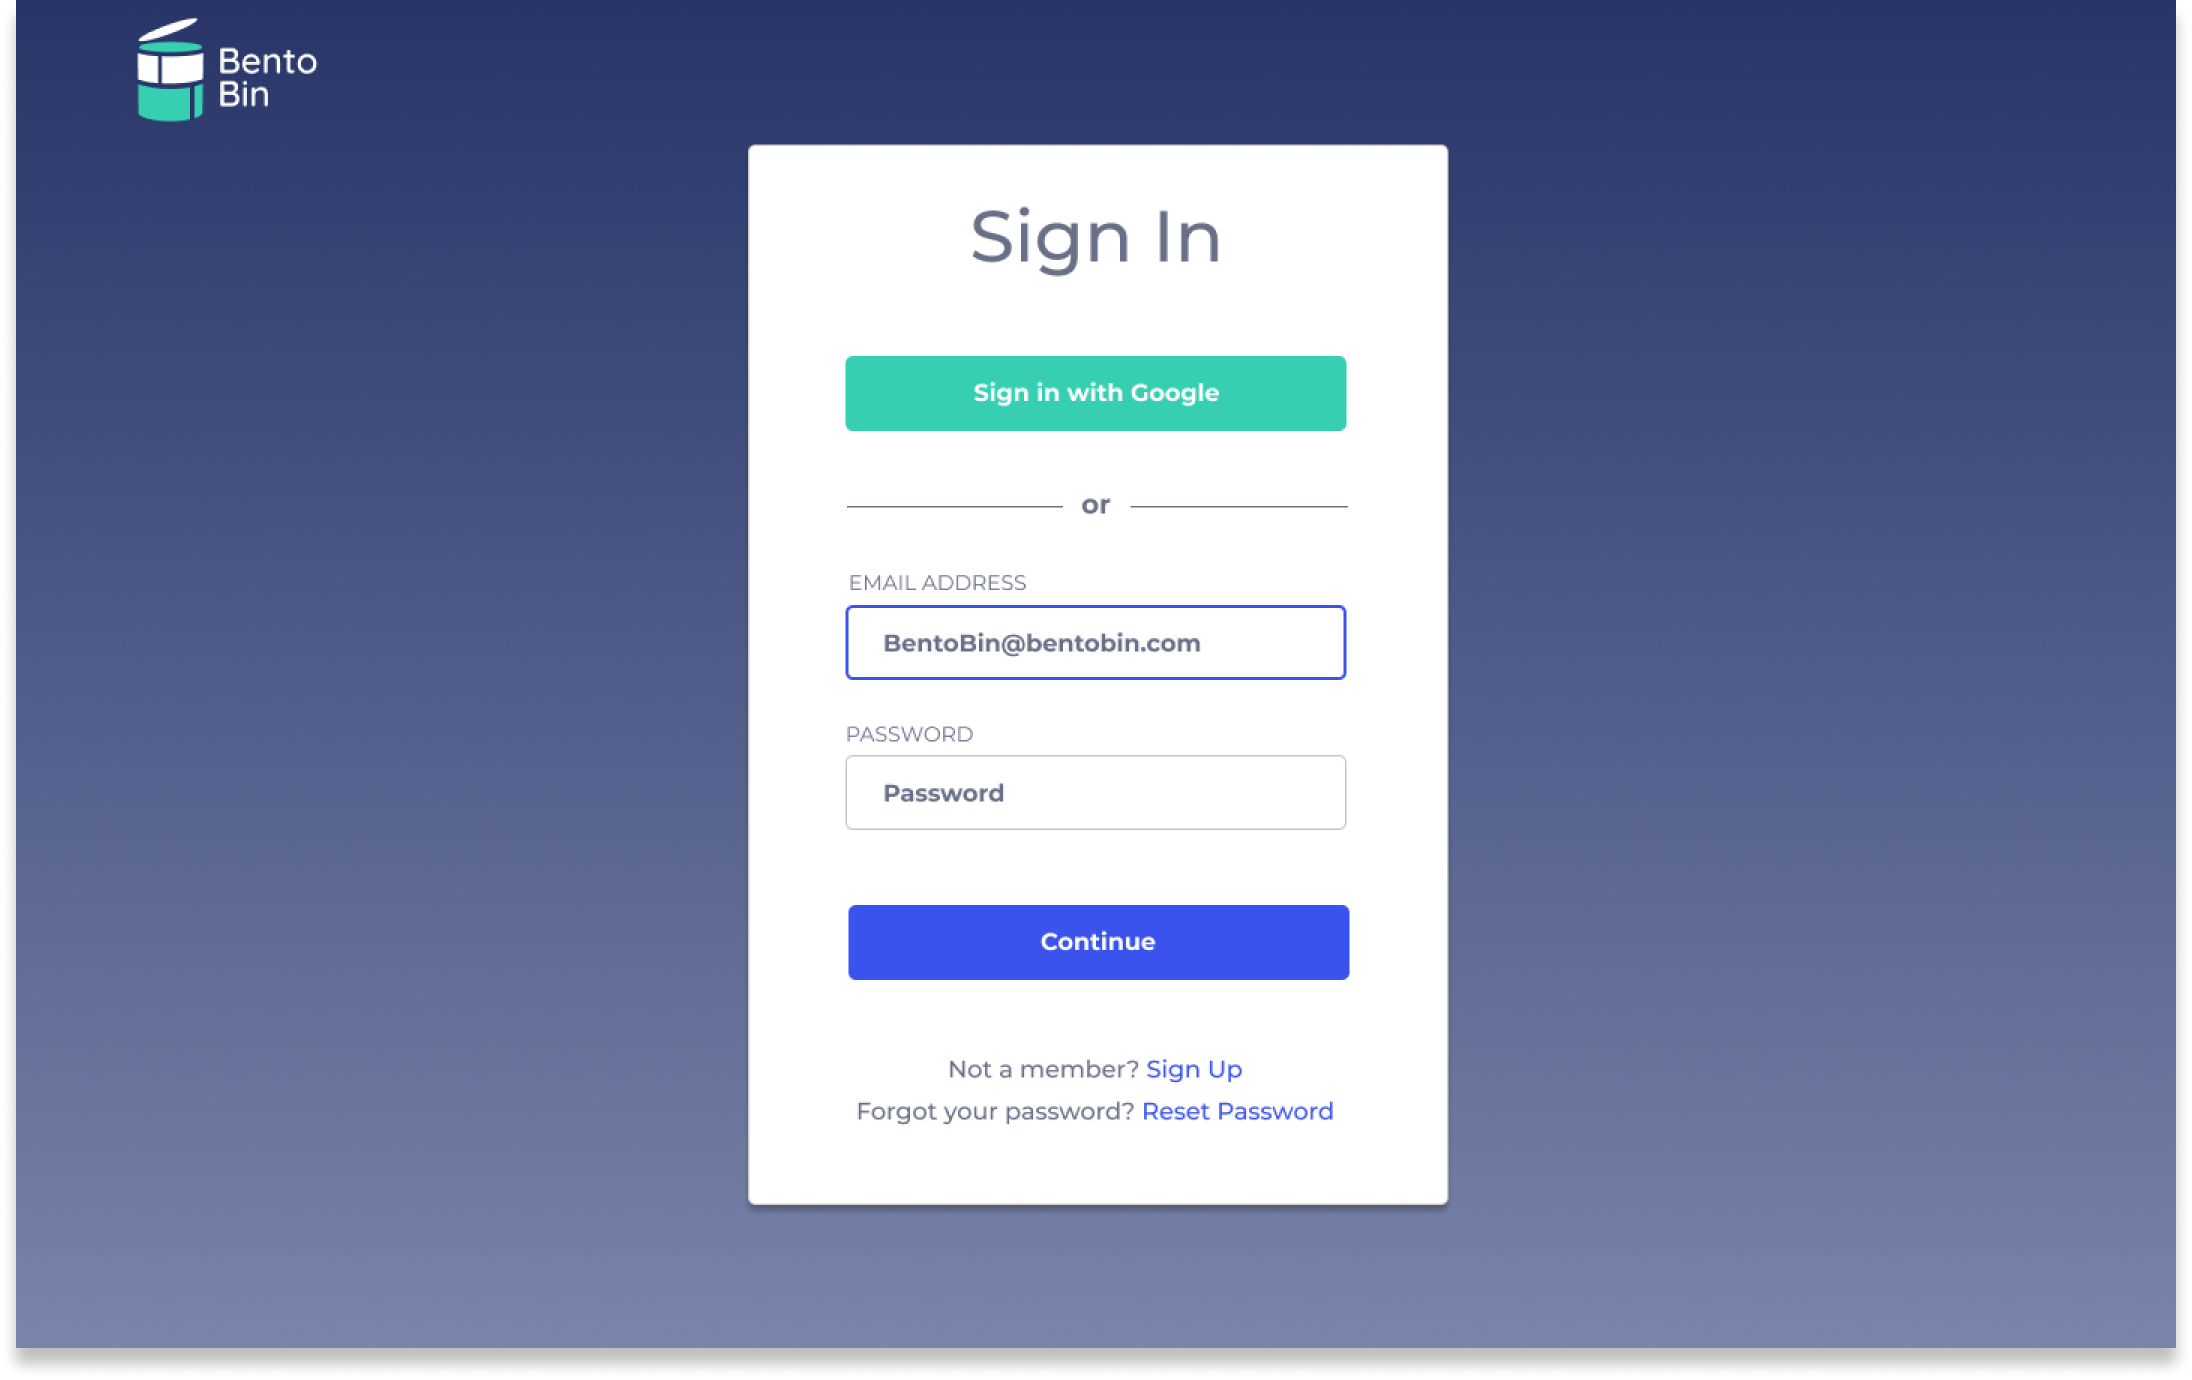 Bento
Bin
Sign In
Sign in with Google
or
EMAIL ADDRESS
BentoBin@bentobin.com
PASSWORD
Password
Continue
Not a member? Sign Up
Forgot your password? Reset Password